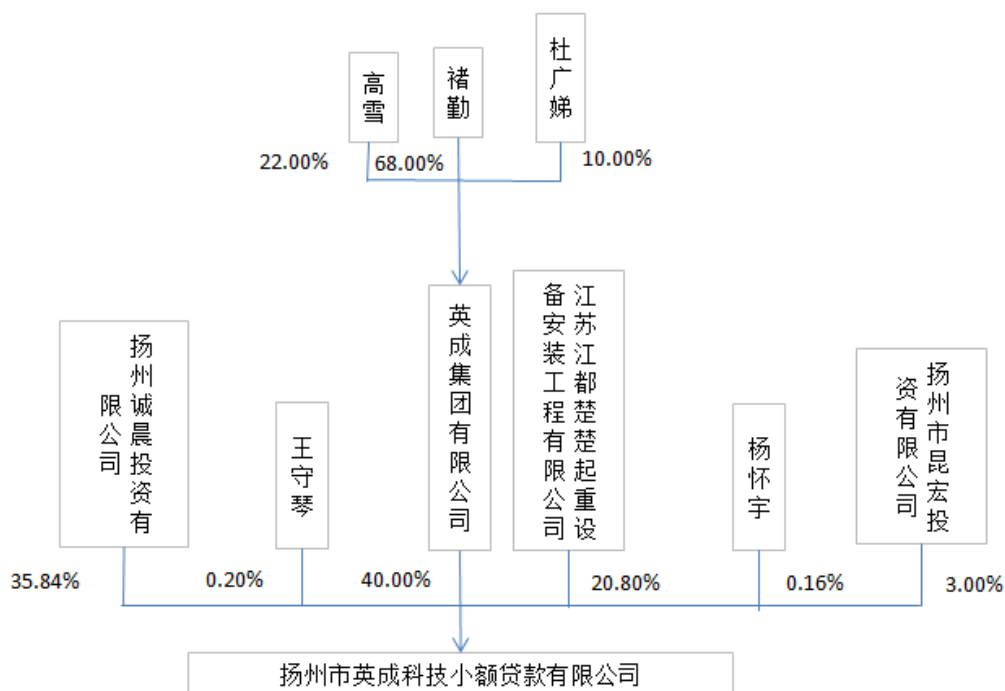 高雪
褚勤
杜广娣
22.00%
68.00%
10.00%
扬州诚晨投资有
限公司
王守琴
英成集团有限公司
江苏江都楚楚起重设
备安装工程有限公司
杨怀宇
扬州市昆宏投
资有限公司
35.84%
0.20%
40.00%
20.80%
0.16%
3.00%
扬州市英成科技小额贷款有限公司